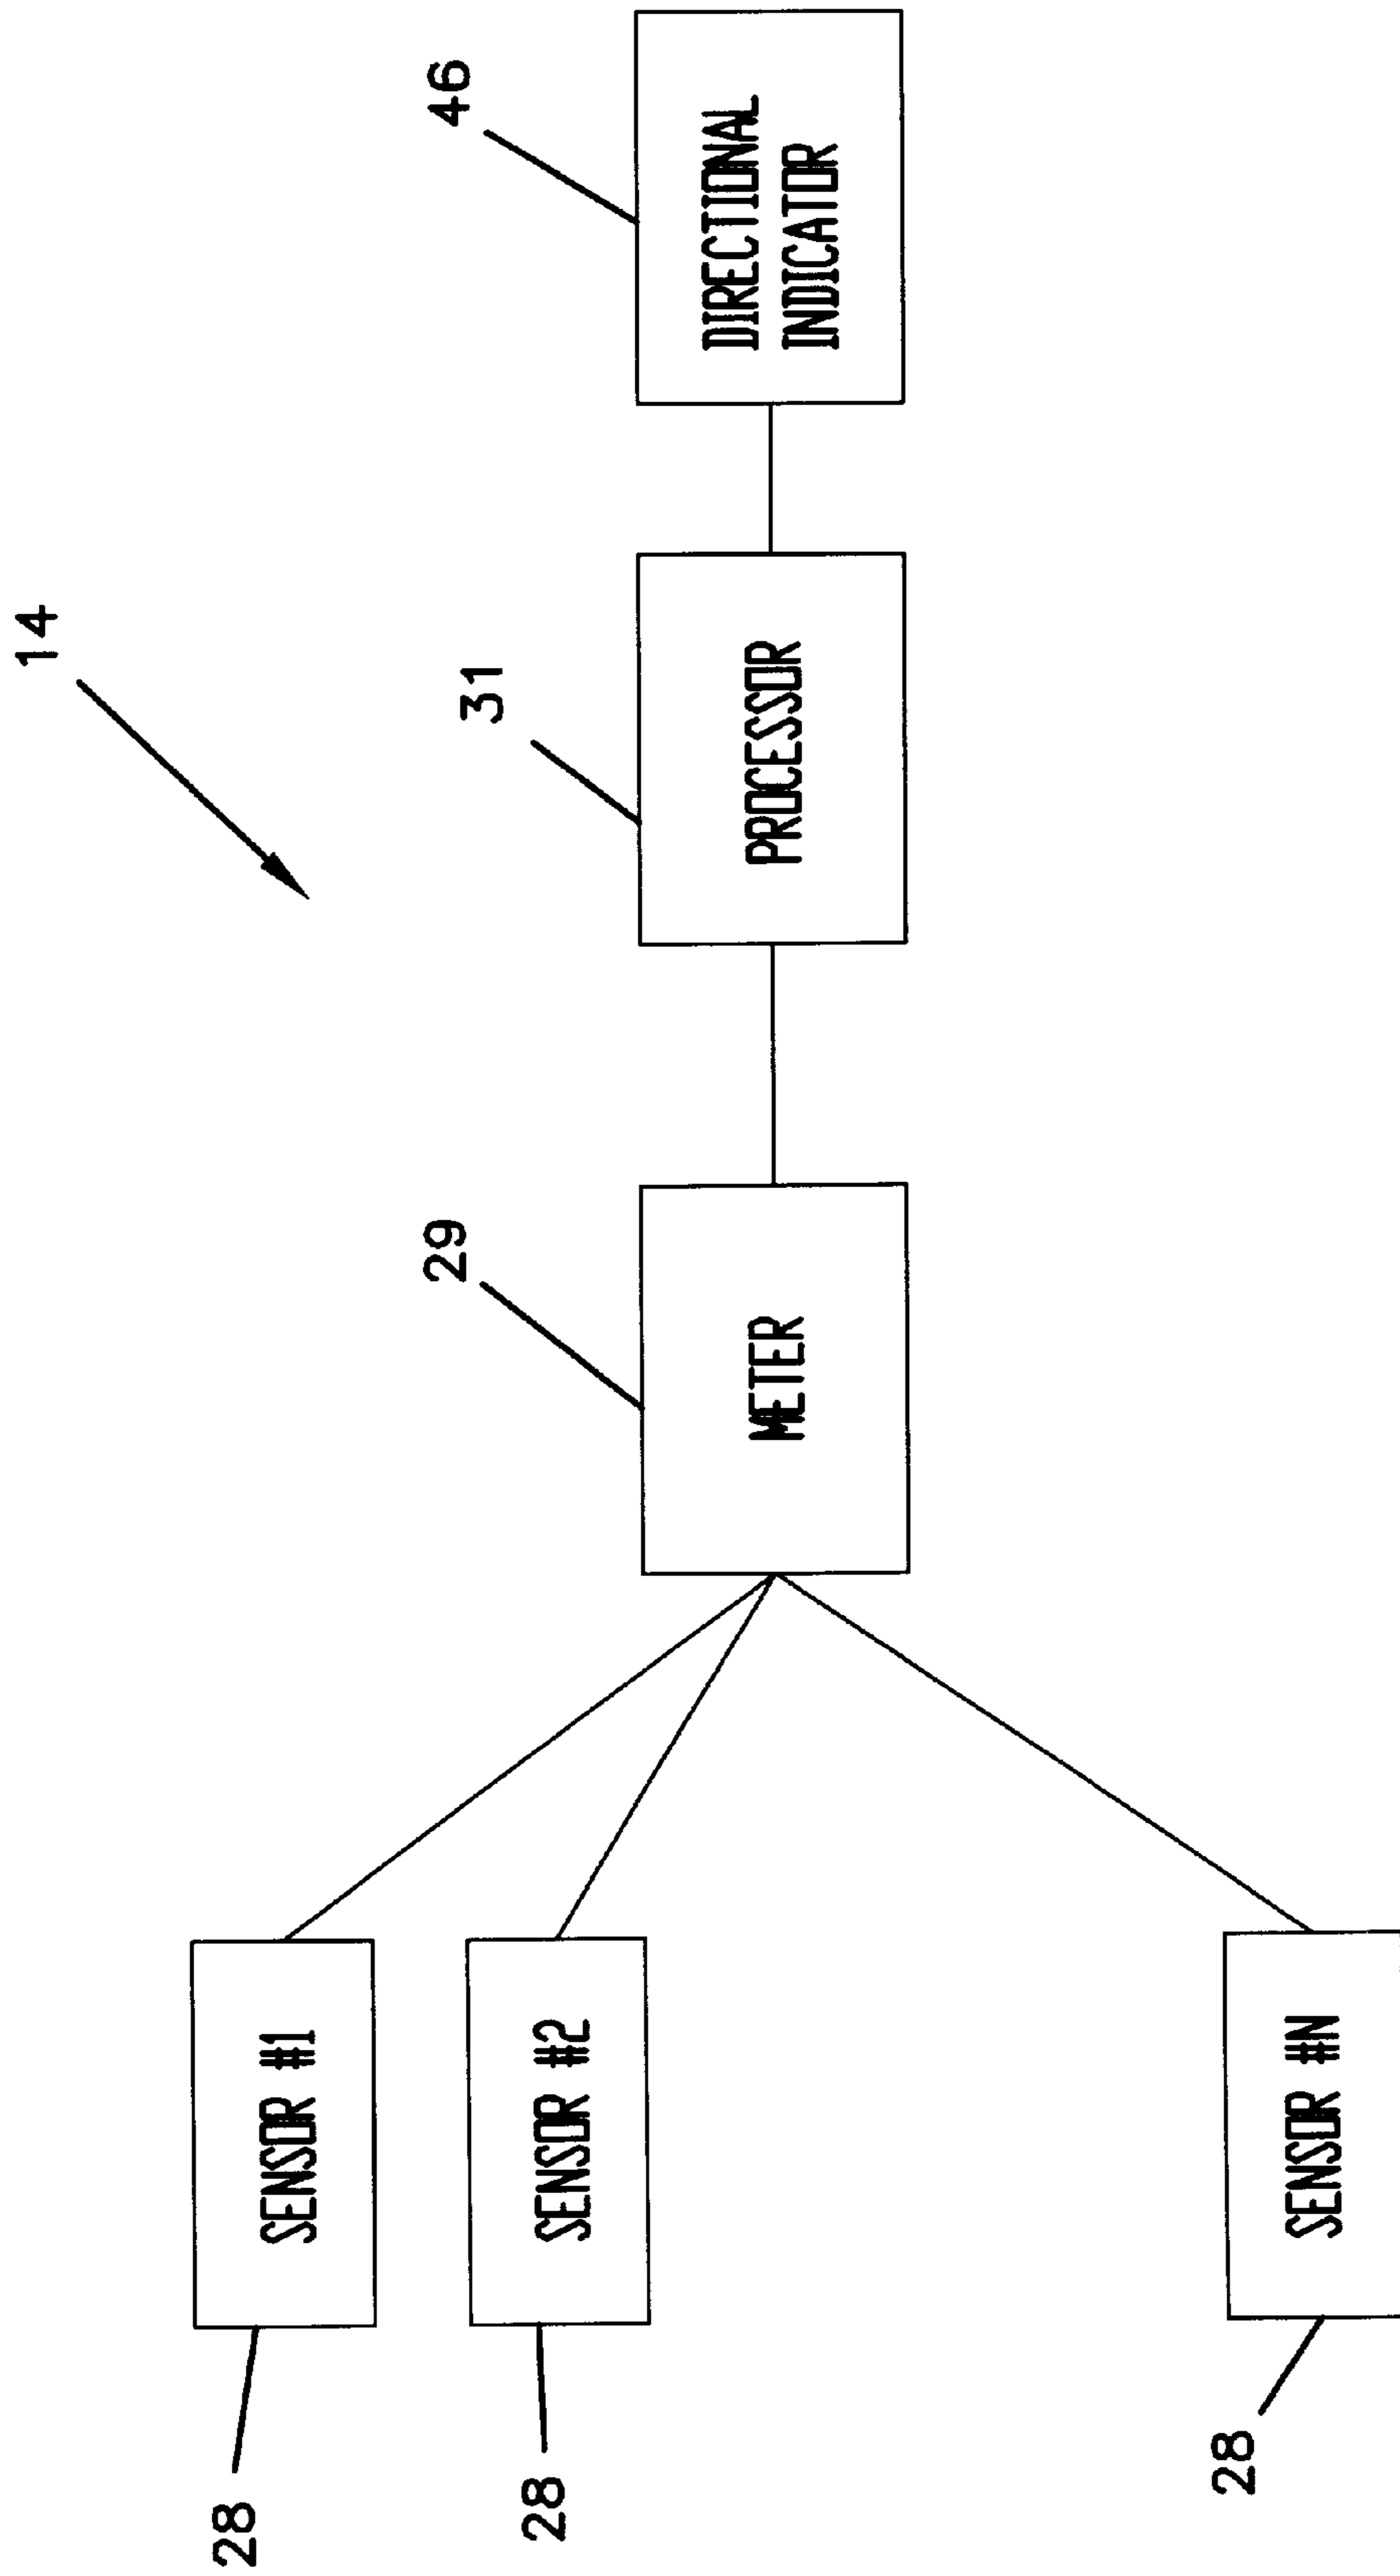 14
28
SENSOR #1
28
SENSOR #2
28
SENSOR #N
29
METER
31
PROCESSOR
46
DIRECTIONAL
INDICATOR